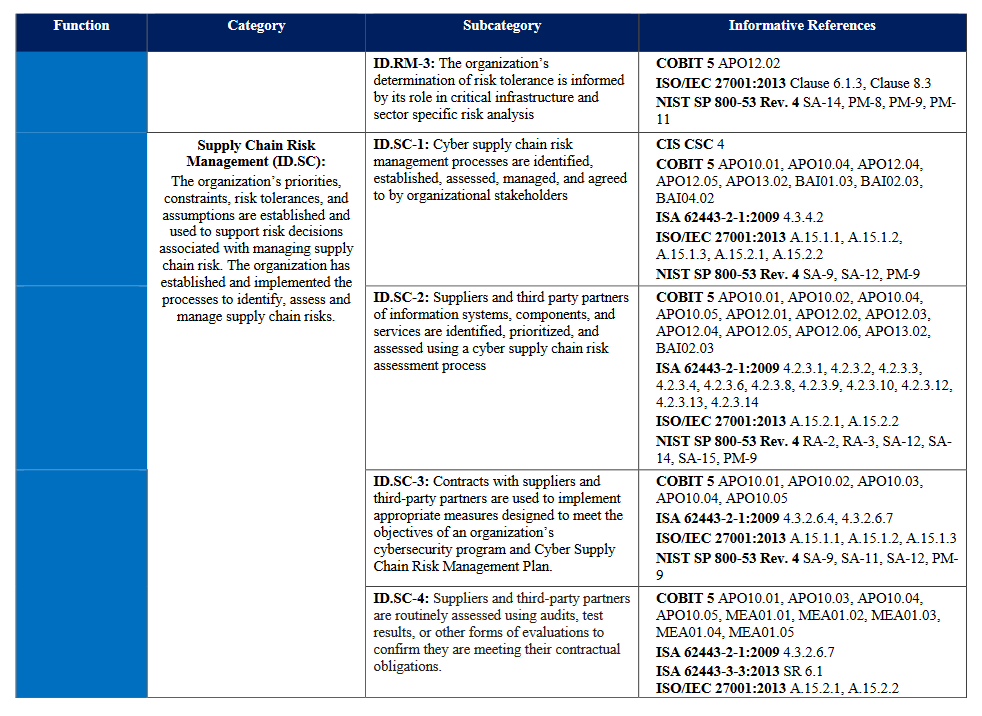 Function Category Subcategory Informative References
ID.RM-3: The organization’s
determination of risk tolerance is informed
by its role in critical infrastructure and
sector specific risk analysis
COBIT 5 APO12.02
ISO/IEC 27001:2013 Clause 6.1.3, Clause 8.3
NIST SP 800-53 Rev. 4 SA-14, PM-8, PM-9, PM-
11
Supply Chain Risk
Management (ID.SC):
The organization’s priorities,
constraints, risk tolerances, and
assumptions are established and
used to support risk decisions
associated with managing supply
chain risk. The organization has
established and implemented the
processes to identify, assess and
manage supply chain risks.
ID.SC-1: Cyber supply chain risk
management processes are identified,
established, assessed, managed, and agreed
to by organizational stakeholders
CIS CSC 4
COBIT 5 APO10.01, APO10.04, APO12.04,
APO12.05, APO13.02, BAI01.03, BAI02.03,
BAI04.02
ISA 62443-2-1:2009 4.3.4.2
ISO/IEC 27001:2013 A.15.1.1, A.15.1.2,
A.15.1.3, A.15.2.1, A.15.2.2
NIST SP 800-53 Rev. 4 SA-9, SA-12, PM-9
ID.SC-2: Suppliers and third party partners
of information systems, components, and
services are identified, prioritized, and
assessed using a cyber supply chain risk
assessment process
COBIT 5 APO10.01, APO10.02, APO10.04,
APO10.05, APO12.01, APO12.02, APO12.03,
APO12.04, APO12.05, APO12.06, APO13.02,
BAI02.03
ISA 62443-2-1:2009 4.2.3.1, 4.2.3.2, 4.2.3.3,
4.2.3.4, 4.2.3.6, 4.2.3.8, 4.2.3.9, 4.2.3.10, 4.2.3.12,
4.2.3.13, 4.2.3.14
ISO/IEC 27001:2013 A.15.2.1, A.15.2.2
NIST SP 800-53 Rev. 4 RA-2, RA-3, SA-12, SA-
14, SA-15, PM-9
ID.SC-3: Contracts with suppliers and
third-party partners are used to implement
appropriate measures designed to meet the
objectives of an organization’s
cybersecurity program and Cyber Supply
Chain Risk Management Plan.
COBIT 5 APO10.01, APO10.02, APO10.03,
APO10.04, APO10.05
ISA 62443-2-1:2009 4.3.2.6.4, 4.3.2.6.7
ISO/IEC 27001:2013 A.15.1.1, A.15.1.2, A.15.1.3
NIST SP 800-53 Rev. 4 SA-9, SA-11, SA-12, PM-
9
ID.SC-4: Suppliers and third-party partners
are routinely assessed using audits, test
results, or other forms of evaluations to
confirm they are meeting their contractual
obligations.
COBIT 5 APO10.01, APO10.03, APO10.04,
APO10.05, MEA01.01, MEA01.02, MEA01.03,
MEA01.04, MEA01.05
ISA 62443-2-1:2009 4.3.2.6.7
ISA 62443-3-3:2013 SR 6.1
ISO/IEC 27001:2013 A.15.2.1, A.15.2.2